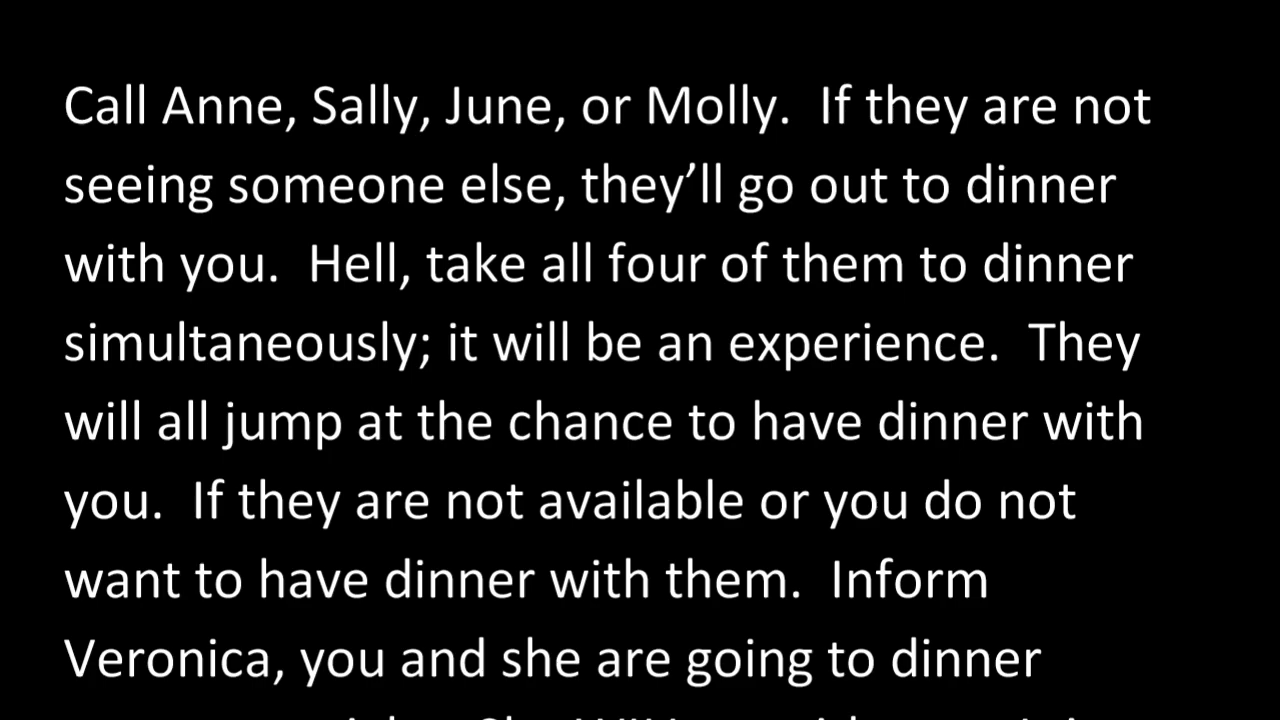 Call Anne, Sally, June, or Molly.  If they are not
seeing someone else, they’ll go out to dinner
with you.  Hell, take all four of them to dinner
simultaneously; it will be an experience.  They
will all jump at the chance to have dinner with
you.  If they are not available or you do not
want to have dinner with them.  Inform
Veronica, you and she are going to dinner